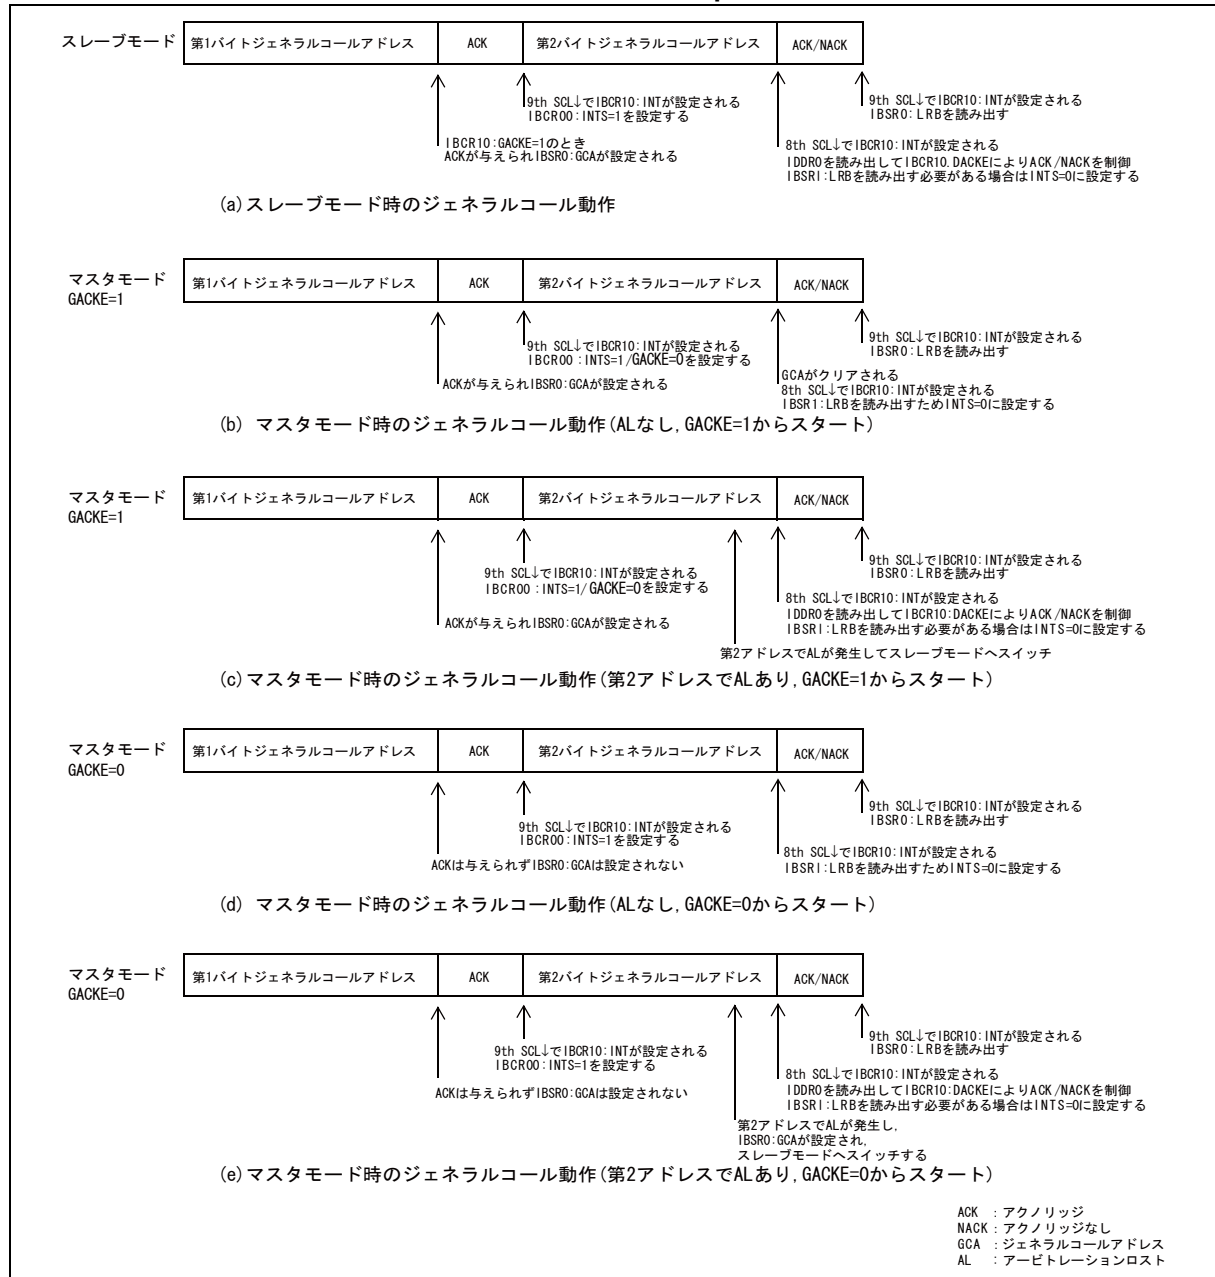 スレーブモード
第1バイトジェネラルコールアドレス
ACK
第2バイトジェネラルコールアドレス
ACK/NACK
9th SCL↓でIBCR10:INTが設定される
IBCR00:INTS=1を設定する
9th SCL↓でIBCR10:INTが設定される
IBSR0:LRBを読み出す
IBCR10:GACKE=1のとき
ACKが与えられIBSR0:GCAが設定される
8th SCL↓でIBCR10:INTが設定される
IDDR0を読み出してIBCR10.DACKEによりACK/NACKを制御
IBSR1:LRBを読み出す必要がある場合はINTS=0に設定する
(a)スレーブモード時のジェネラルコール動作
マスタモード
GACKE=1
第1バイトジェネラルコールアドレス
ACK
第2バイトジェネラルコールアドレス
ACK/NACK
9th SCL↓でIBCR10:INTが設定される
IBCR00:INTS=1/GACKE=0を設定する
9th SCL↓でIBCR10:INTが設定される
IBSR0:LRBを読み出す
ACKが与えられIBSR0:GCAが設定される
GCAがクリアされる
8th SCL↓でIBCR10:INTが設定される
IBSR1:LRBを読み出すためINTS=0に設定する
(b) マスタモード時のジェネラルコール動作(ALなし,GACKE=1からスタート)
マスタモード
GACKE=1
第1バイトジェネラルコールアドレス
ACK
第2バイトジェネラルコールアドレス
ACK/NACK
9th SCL↓でIBCR10:INTが設定される
IBCR00:INTS=1/GACKE=0を設定する
9th SCL↓でIBCR10:INTが設定される
IBSR0:LRBを読み出す
ACKが与えられIBSR0:GCAが設定される
8th SCL↓でIBCR10:INTが設定される
IDDR0を読み出してIBCR10:DACKEによりACK/NACKを制御
IBSR1:LRBを読み出す必要がある場合はINTS=0に設定する
第2アドレスでALが発生してスレーブモードへスイッチ
(c)マスタモード時のジェネラルコール動作(第2アドレスでALあり,GACKE=1からスタート)
マスタモード
GACKE=0
第1バイトジェネラルコールアドレス
ACK
第2バイトジェネラルコールアドレス
ACK/NACK
9th SCL↓でIBCR10:INTが設定される
IBCR00:INTS=1を設定する
9th SCL↓でIBCR10:INTが設定される
IBSR0:LRBを読み出す
ACKは与えられずIBSR0:GCAは設定されない
8th SCL↓でIBCR10:INTが設定される
IBSR1:LRBを読み出すためINTS=0に設定する
(d) マスタモード時のジェネラルコール動作(ALなし,GACKE=0からスタート)
マスタモード
GACKE=0
第1バイトジェネラルコールアドレス
ACK
第2バイトジェネラルコールアドレス
ACK/NACK
9th SCL↓でIBCR10:INTが設定される
IBCR00:INTS=1を設定する
9th SCL↓でIBCR10:INTが設定される
IBSR0:LRBを読み出す
ACKは与えられずIBSR0:GCAは設定されない
8th SCL↓でIBCR10:INTが設定される
IDDR0を読み出してIBCR10:DACKEによりACK/NACKを制御
IBSR1:LRBを読み出す必要がある場合はINTS=0に設定する
第2アドレスでALが発生し,
IBSR0:GCAが設定され,
スレーブモードへスイッチする
(e)マスタモード時のジェネラルコール動作(第2アドレスでALあり,GACKE=0からスタート)
ACK :アクノリッジ
NACK:アクノリッジなし
GCA :ジェネラルコールアドレス
AL :アービトレーションロスト